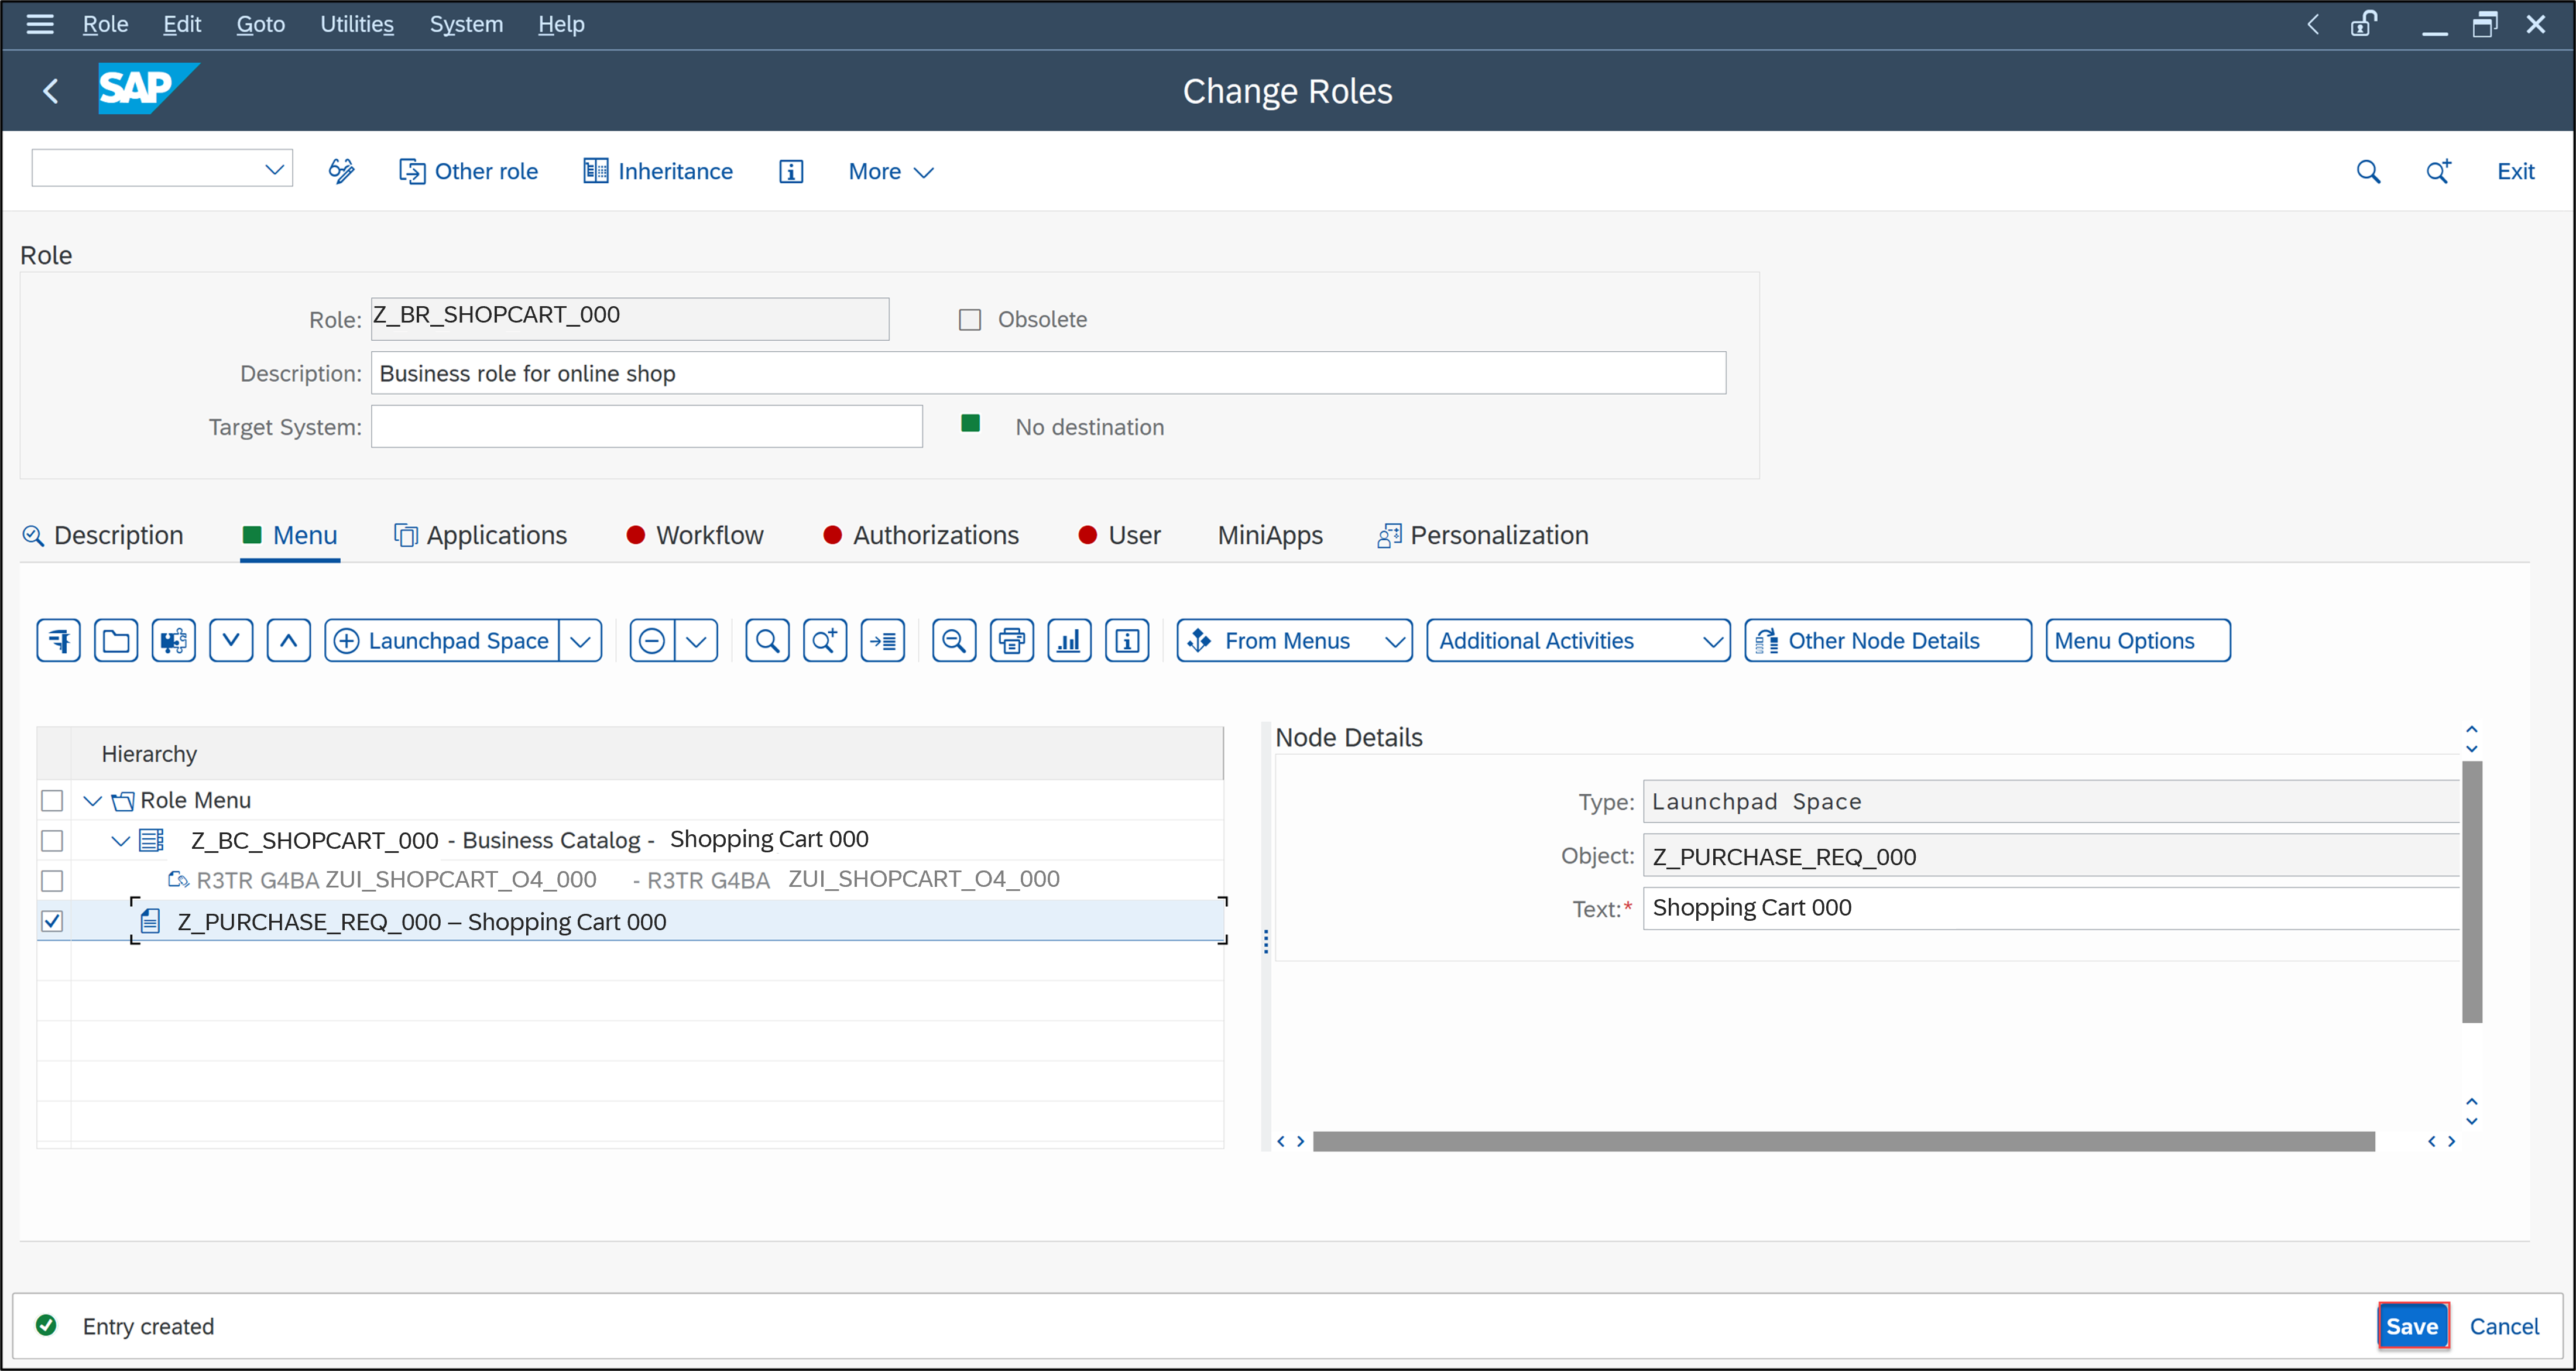 Role Edit Goto Utilities System Help
SAP
Change Roles
Other role Inheritance More Exit
Role
Role: Z_BR_SHOPCART_000 Obsolete
Description: Business role for online shop
Target System: No destination
Description Menu Applications Workflow Authorizations User MiniApps Personalization
Launchpad Space From Menus Additional Activities Other Node Details Menu Options
Hierarchy
Role Menu
Z_BC_SHOPCART_000 - Business Catalog - Shopping Cart 000
R3TR G4BA ZUI_SHOPCART_O4_000 - R3TR G4BA ZUI_SHOPCART_O4_000
Z_PURCHASE_REQ_000 – Shopping Cart 000
Node Details
Type: Launchpad Space
Object: Z_PURCHASE_REQ_000
Text:* Shopping Cart 000
Entry created
Save Cancel